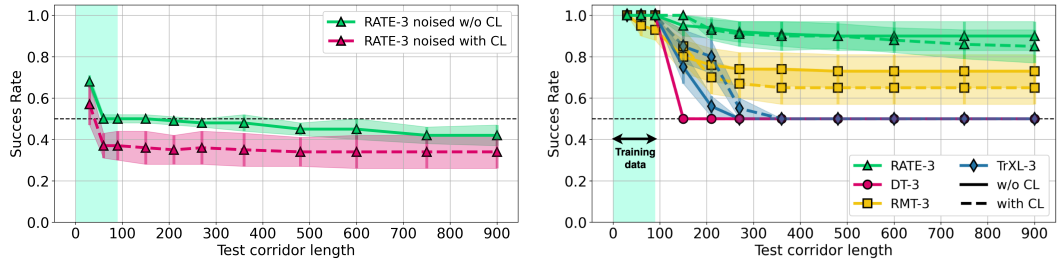 Succes Rate
1.0
0.8
0.6
0.4
0.2
0.0
RATE-3 noised w/o CL
RATE-3 noised with CL
0 100 200 300 400 500 600 700 800 900
Test corridor length
Succes Rate
1.0
0.8
0.6
0.4
0.2
0.0
Training
data
RATE-3
DT-3
RMT-3
TrXL-3
w/o CL
with CL
0 100 200 300 400 500 600 700 800 900
Test corridor length